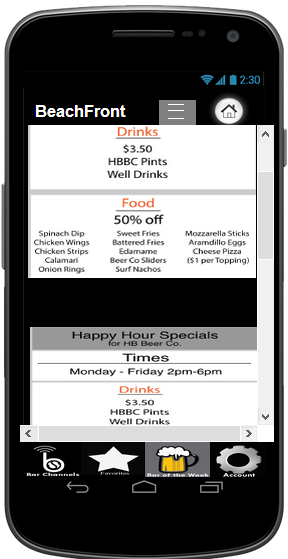 2:30
BeachFront
Drinks
$3.50
HBBC Pints
Well Drinks
Food
50% off
Spinach Dip Sweet Fries Mozzarella Sticks
Chicken Wings Battered Fries Aramdillo Eggs
Chicken Strips Edamame Cheese Pizza
Calamari Beer Co Sliders ($1 per Topping)
Onion Rings Surf Nachos
Happy Hour Specials
for HB Beer Co.
Times
Monday - Friday 2pm-6pm
Drinks
$3.50
HBBC Pints
Well Drinks
Bar Channels Favorites Bar of the Week Account